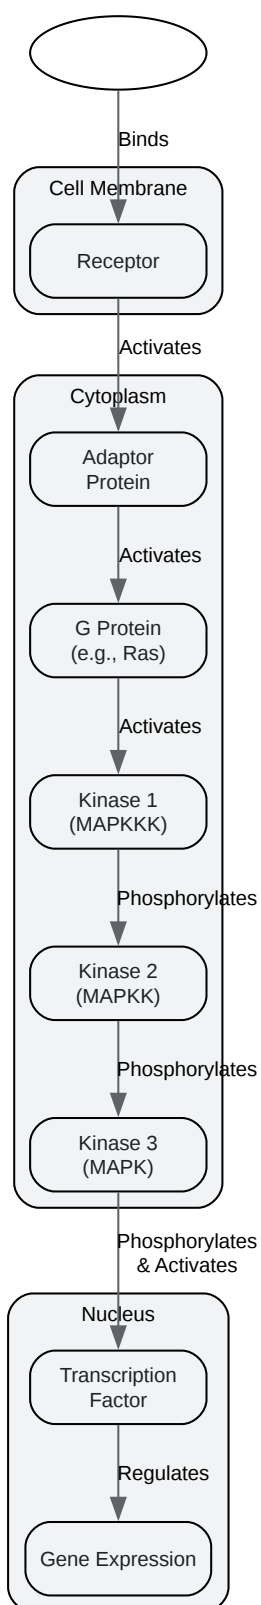 Binds
Cell Membrane
Receptor
Activates
Cytoplasm
Adaptor
Protein
Activates
G Protein
(e.g., Ras)
Activates
Kinase 1
(MAPKKK)
Phosphorylates
Kinase 2
(MAPKK)
Phosphorylates
Kinase 3
(MAPK)
Phosphorylates
& Activates
Nucleus
Transcription
Factor
Regulates
Gene Expression